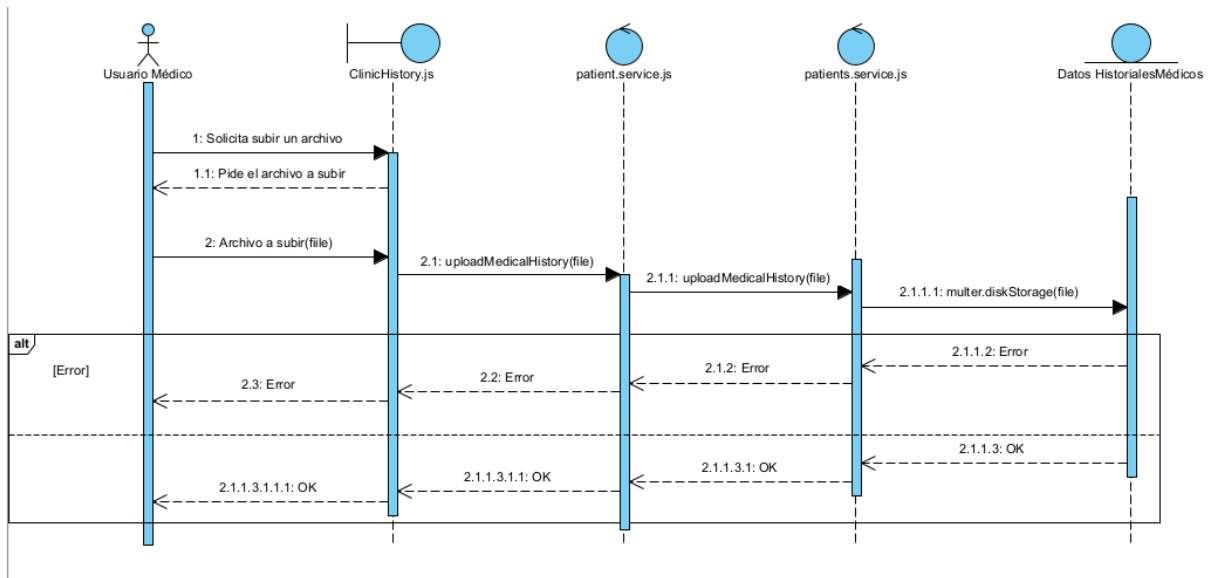 Usuario Médico
ClinicHistory.js
patient.service.js
patients.service.js
Datos HistorialesMédicos
1: Solicita subir un archivo
1.1: Pide el archivo a subir
2: Archivo a subir(fiile)
2.1: uploadMedicalHistory(file)
2.1.1: uploadMedicalHistory(file)
2.1.1.1: multer.diskStorage(file)
alt
[Error]
2.1.1.2: Error
2.1.2: Error
2.2: Error
2.3: Error
2.1.1.3: OK
2.1.1.3.1: OK
2.1.1.3.1.1: OK
2.1.1.3.1.1.1: OK